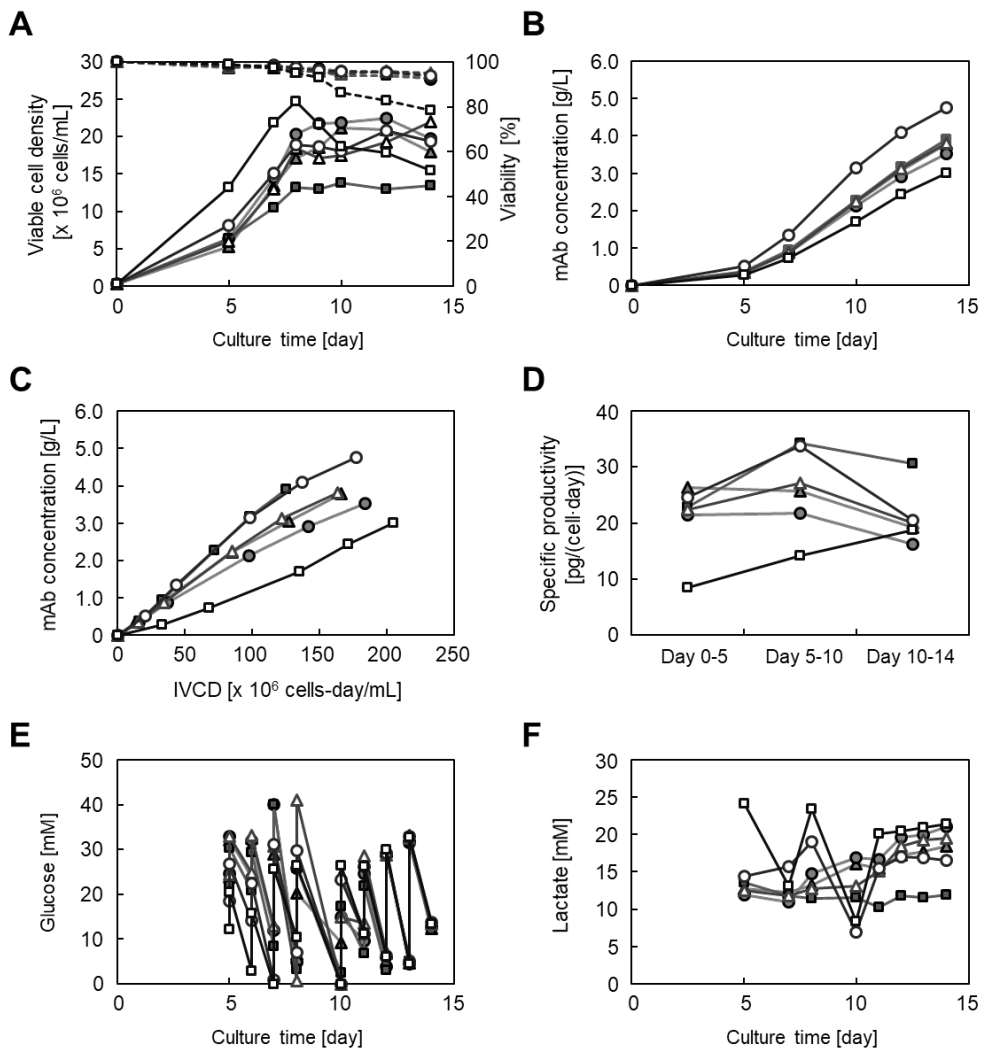 A
Viable cell density
[x 10⁶ cells/mL]
30
25
20
15
10
5
0
100
80
60
40
20
0
Viability [%]
0 5 10 15
Culture time [day]
B
mAb concentration [g/L]
6.0
5.0
4.0
3.0
2.0
1.0
0
0 5 10 15
Culture time [day]
C
mAb concentration [g/L]
6.0
5.0
4.0
3.0
2.0
1.0
0
0 50 100 150 200 250
IVCD [x 10⁶ cells-day/mL]
D
Specific productivity
[pg/(cell·day)]
40
30
20
10
0
Day 0-5 Day 5-10 Day 10-14
E
Glucose [mM]
50
40
30
20
10
0
0 5 10 15
Culture time [day]
F
Lactate [mM]
30
25
20
15
10
5
0
0 5 10 15
Culture time [day]